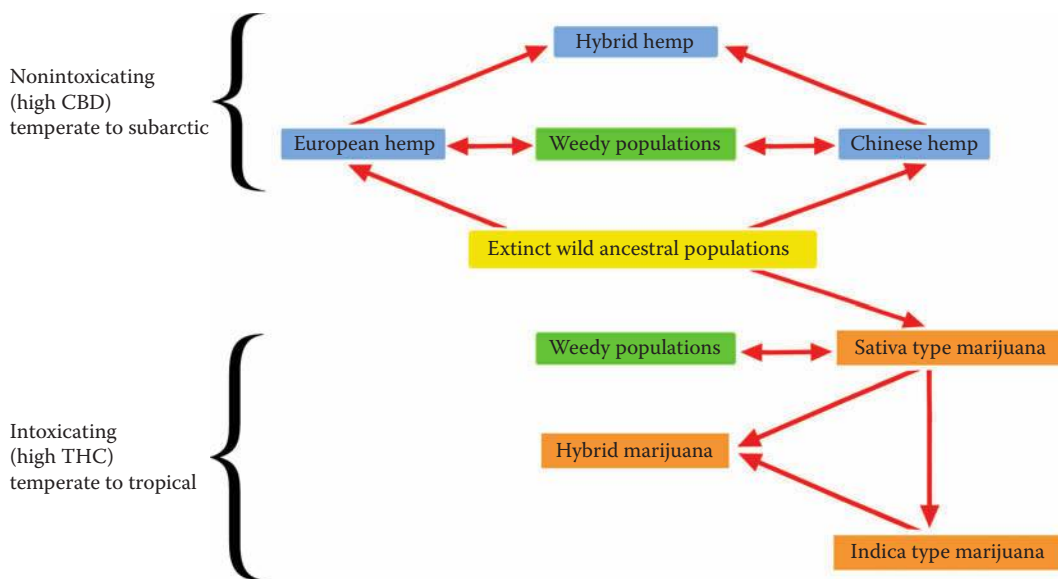 Hybrid hemp
Nonintoxicating
(high CBD)
temperate to subarctic
European hemp
Weedy populations
Chinese hemp
Extinct wild ancestral populations
Weedy populations
Sativa type marijuana
Intoxicating
(high THC)
temperate to tropical
Hybrid marijuana
Indica type marijuana